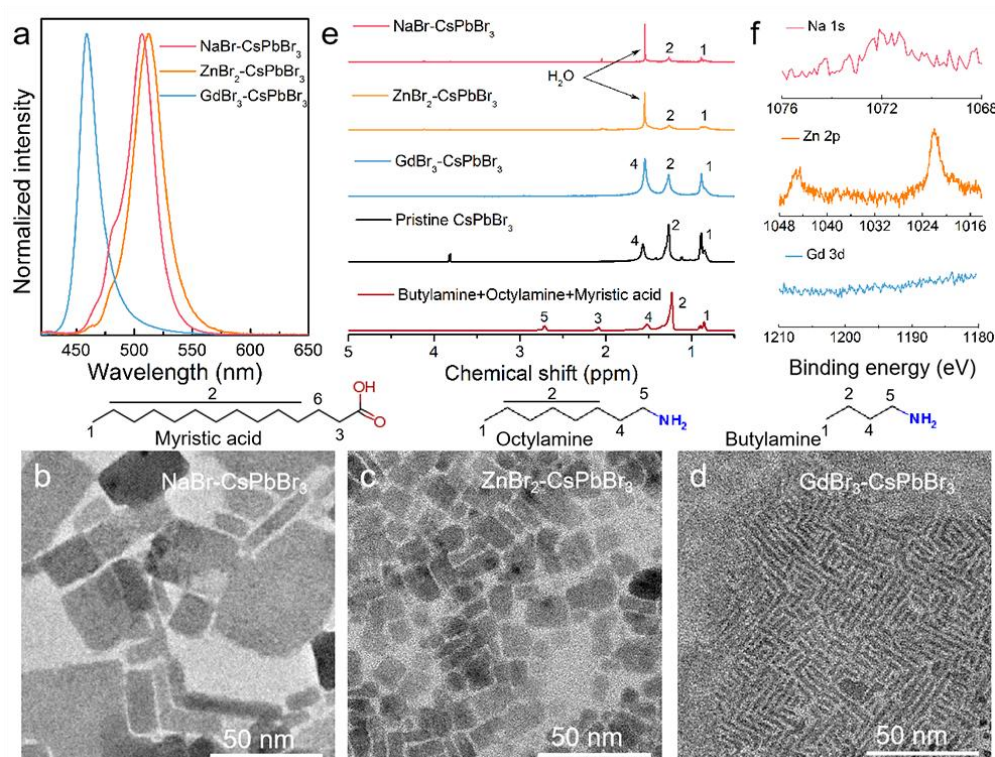 a
NaBr-CsPbBr3
ZnBr2-CsPbBr3
GdBr3-CsPbBr3
Normalized intensity
450 500 550 600 650
Wavelength (nm)
e
NaBr-CsPbBr3
2 1
H2O
ZnBr2-CsPbBr3
2 1
GdBr3-CsPbBr3
4 2 1
Pristine CsPbBr3
4 2 1
Butylamine+Octylamine+Myristic acid
5 3 4 2 1
5 4 3 2 1
Chemical shift (ppm)
f
Na 1s
1076 1072 1068
Zn 2p
1048 1040 1032 1024 1016
Gd 3d
1210 1200 1190 1180
Binding energy (eV)
2 6 OH
O
1 3
Myristic acid
2 5
NH2
1 4
Octylamine
2 5
NH2
1 4
Butylamine
b
NaBr-CsPbBr3
50 nm
c
ZnBr2-CsPbBr3
50 nm
d
GdBr3-CsPbBr3
50 nm